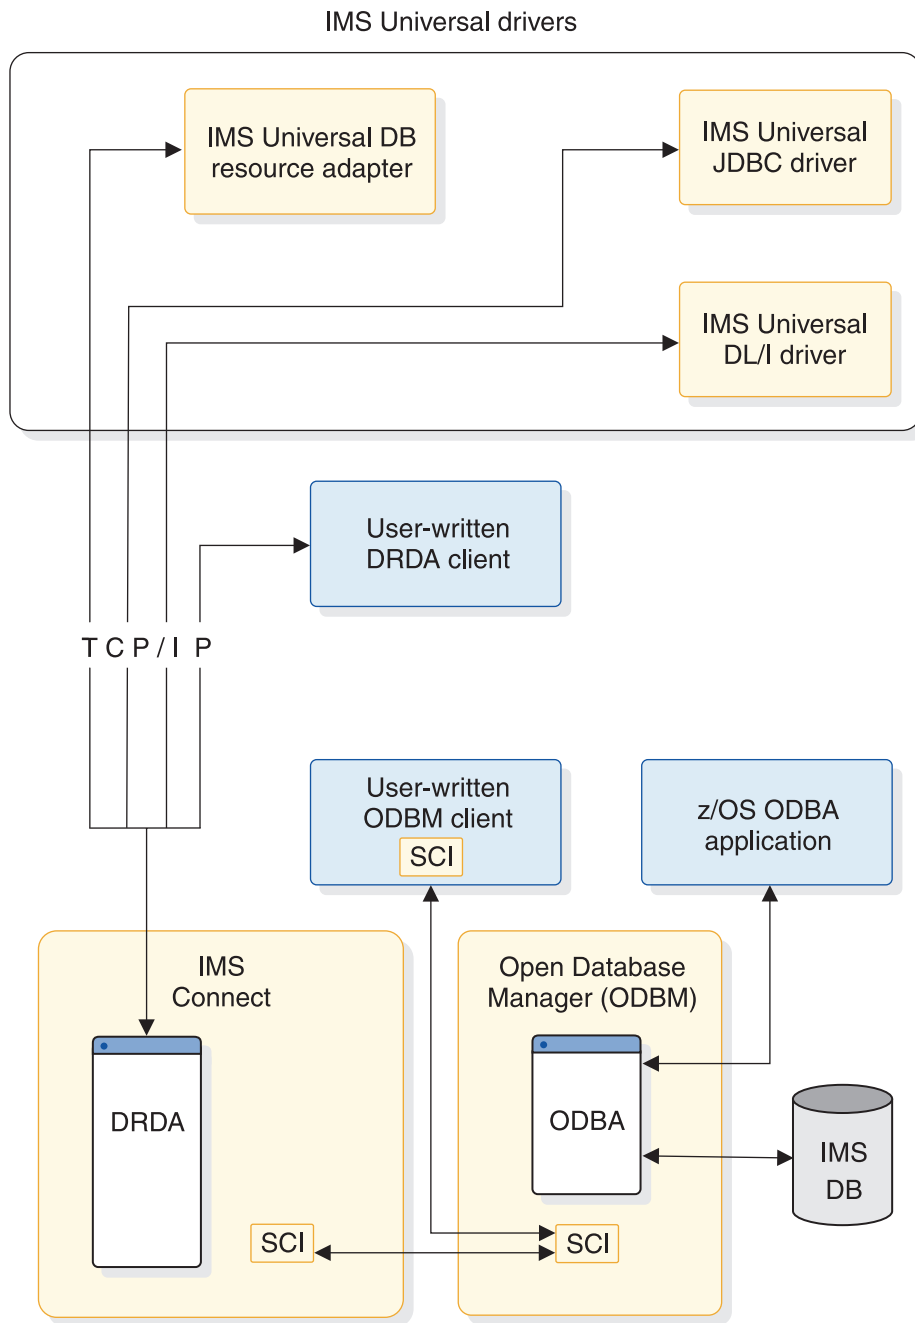 IMS Universal drivers
IMS Universal DB
resource adapter
IMS Universal
JDBC driver
IMS Universal
DL/I driver
User-written
DRDA client
T C P / I P
User-written
ODBM client
SCI
z/OS ODBA
application
IMS
Connect
DRDA
SCI
Open Database
Manager (ODBM)
ODBA
SCI
IMS
DB